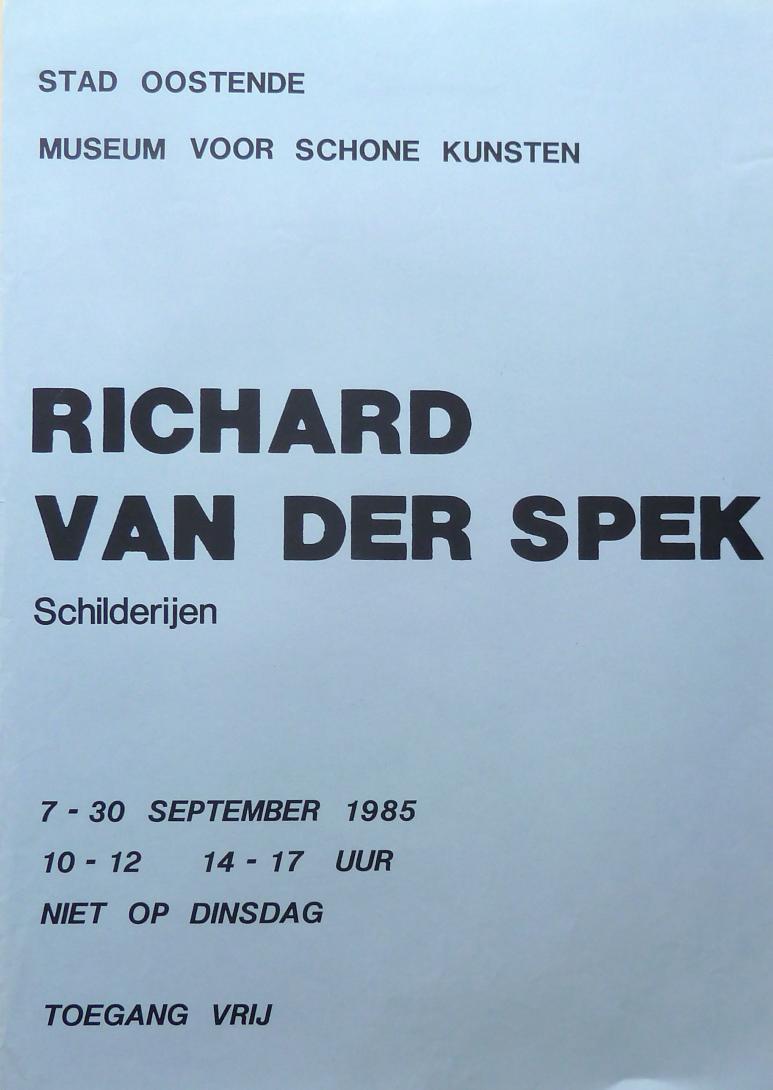 STAD OOSTENDE
MUSEUM VOOR SCHONE KUNSTEN
RICHARD
VAN DER SPEK
Schilderijen
7 - 30 SEPTEMBER 1985
10 - 12 14 - 17 UUR
NIET OP DINSDAG
TOEGANG VRIJ